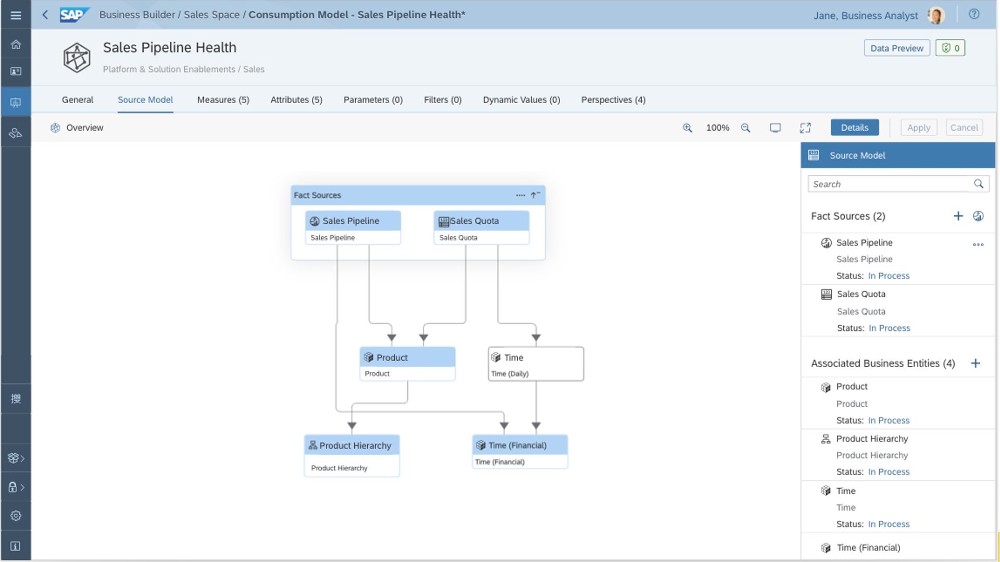 SAP Business Builder / Sales Space / Consumption Model - Sales Pipeline Health*
Jane, Business Analyst
Sales Pipeline Health
Platform & Solution Enablements / Sales
Data Preview
0
General Source Model Measures (5) Attributes (5) Parameters (0) Filters (0) Dynamic Values (0) Perspectives (4)
Overview
100%
Details
Apply
Cancel
Fact Sources
Sales Pipeline
Sales Pipeline
Sales Quota
Sales Quota
Product
Product
Time
Time (Daily)
Product Hierarchy
Product Hierarchy
Time (Financial)
Time (Financial)
Source Model
Search
Fact Sources (2)
Sales Pipeline
Sales Pipeline
Status: In Process
Sales Quota
Sales Quota
Status: In Process
Associated Business Entities (4)
Product
Product
Status: In Process
Product Hierarchy
Product Hierarchy
Status: In Process
Time
Time
Status: In Process
Time (Financial)